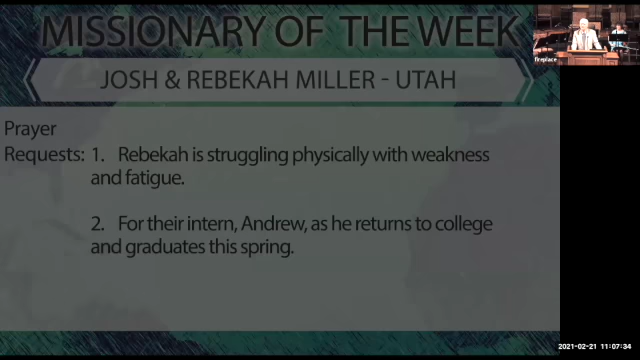 MISSIONARY OF THE WEEK
JOSH & REBEKAH MILLER - UTAH
fireplace
Prayer
Requests: 1. Rebekah is struggling physically with weakness
and fatigue.
2. For their intern, Andrew, as he returns to college
and graduates this spring.
2021-02-21 11:07:34